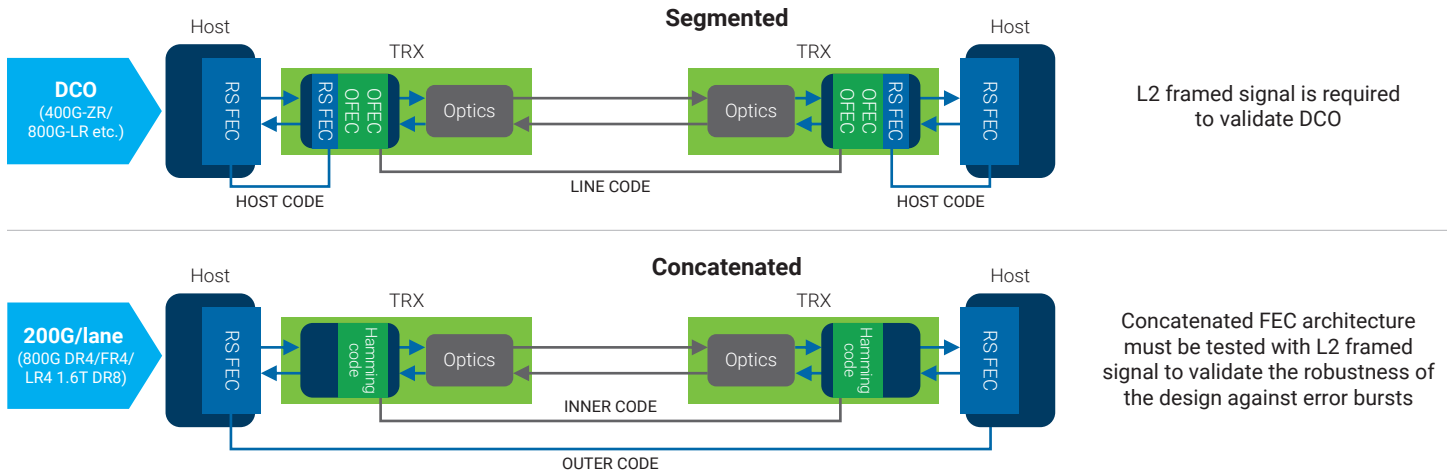 Segmented
Host
Host
TRX
TRX
DCO
(400G-ZR/
800G-LR etc.)
RS FEC
RS FEC
OFEC
OFEC
Optics
Optics
OFEC
OFEC
RS FEC
RS FEC
L2 framed signal is required
to validate DCO
LINE CODE
HOST CODE
HOST CODE
Concatenated
Host
Host
TRX
TRX
200G/lane
(800G DR4/FR4/
LR4 1.6T DR8)
RS FEC
Hamming
code
Optics
Optics
Hamming
code
RS FEC
Concatenated FEC architecture
must be tested with L2 framed
signal to validate the robustness of
the design against error bursts
INNER CODE
OUTER CODE